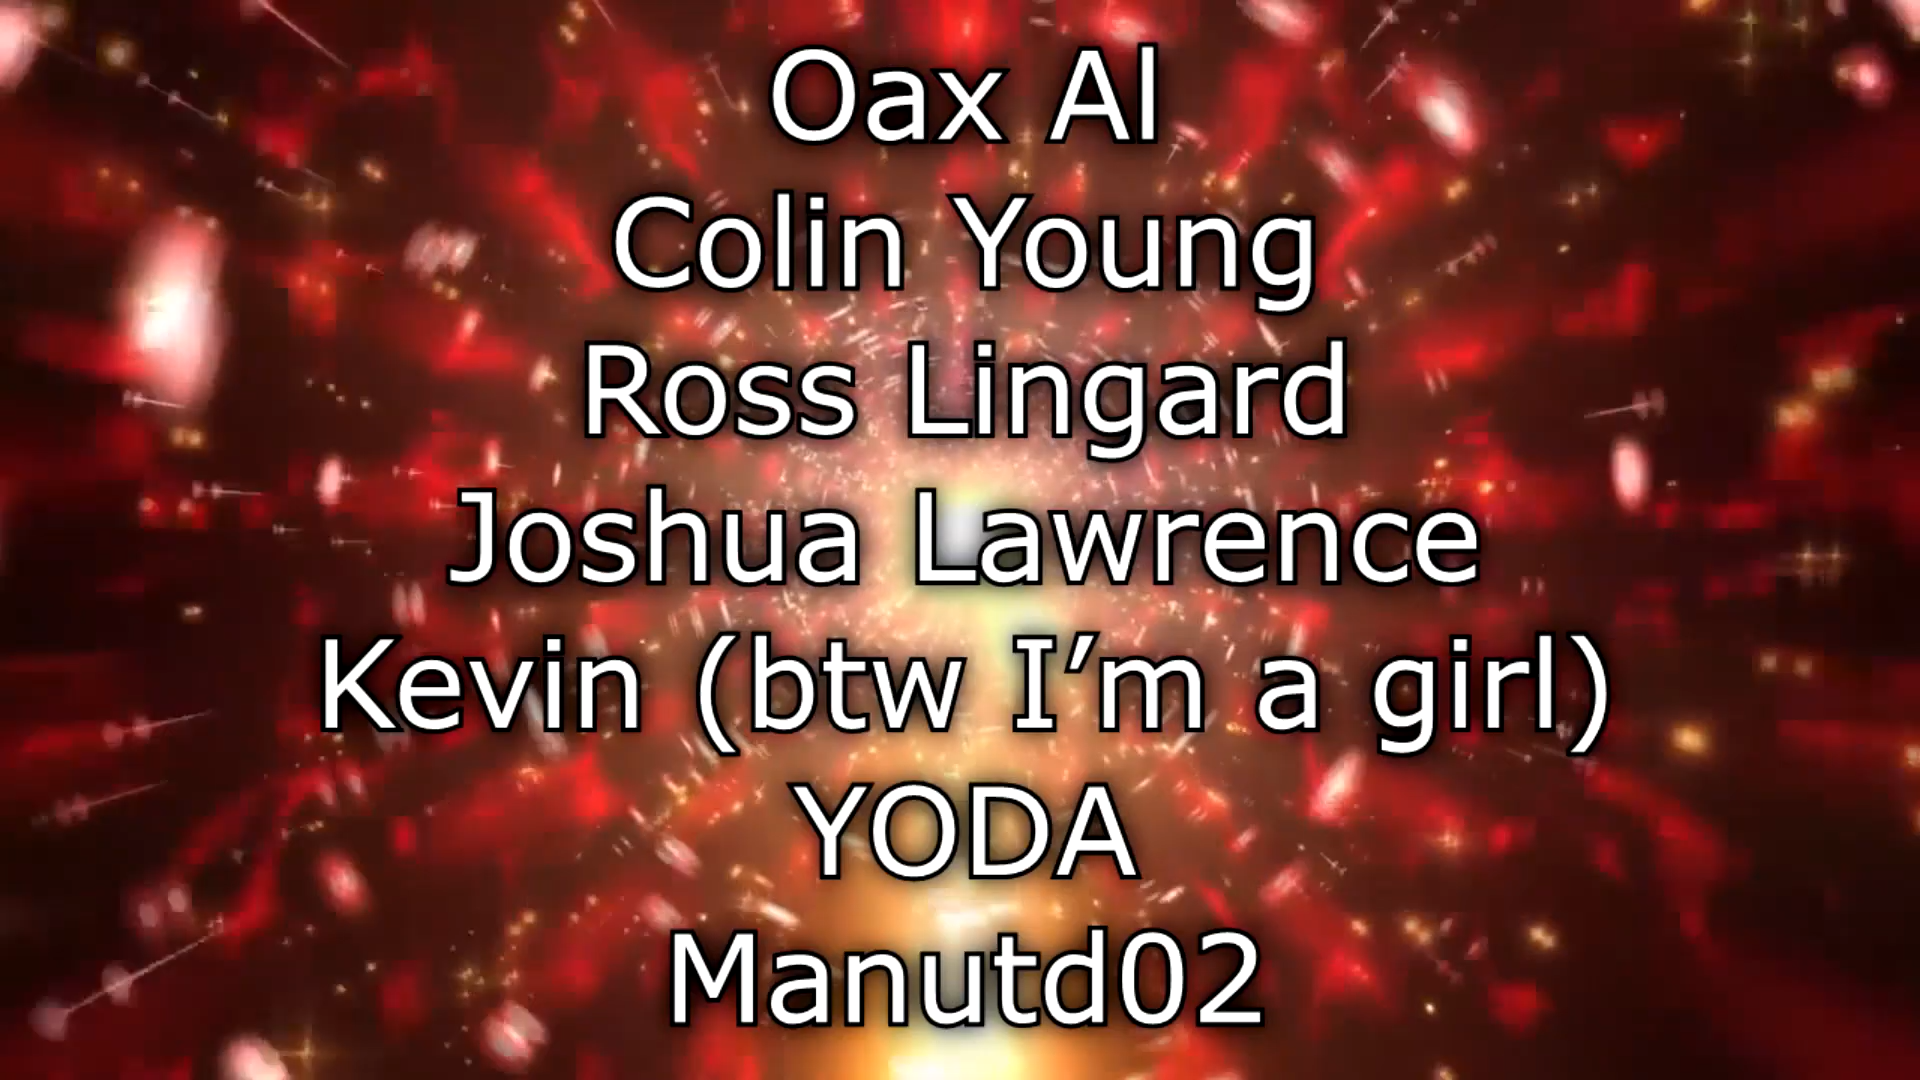 Oax Al
Colin Young
Ross Lingard
Joshua Lawrence
Kevin (btw I’m a girl)
YODA
Manutd02